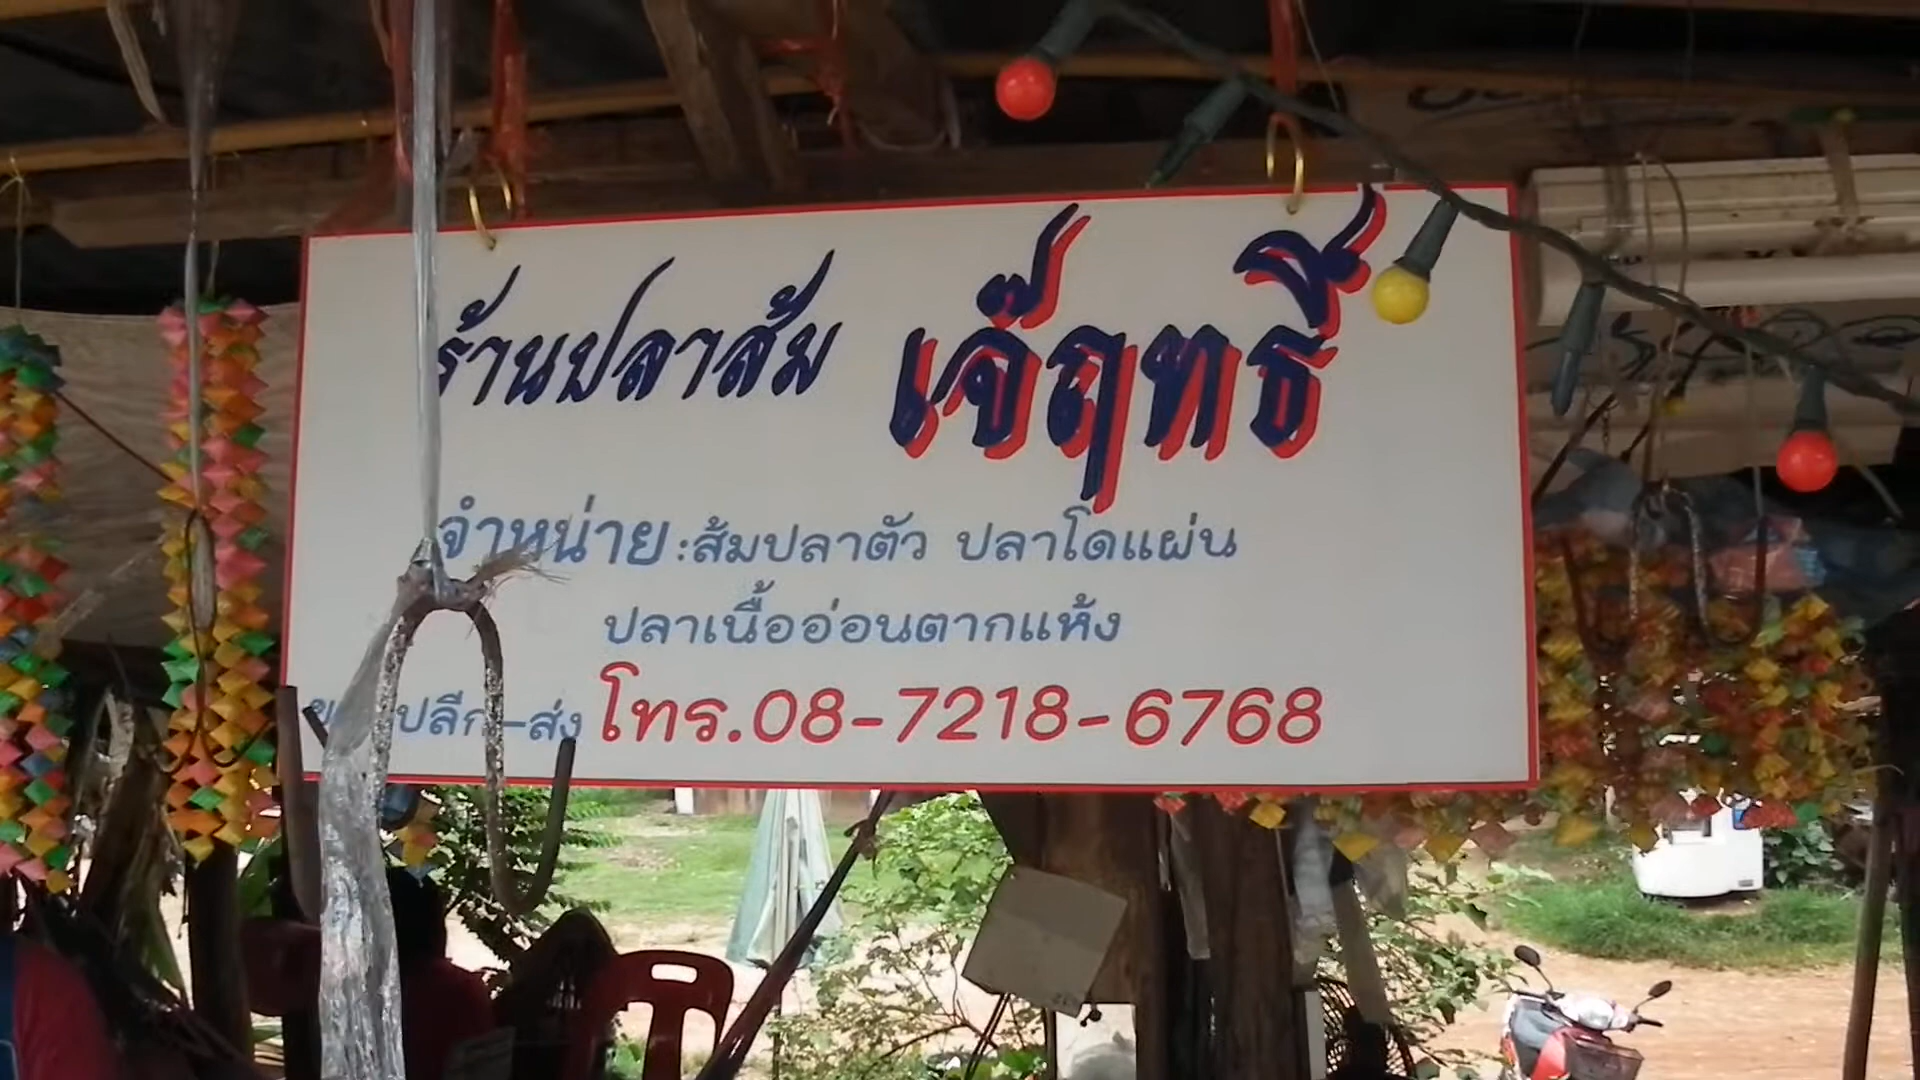 ร้านปลาส้ม เจ๊ฤทธิ์
จำหน่าย : ส้มปลาตัว ปลาโดแผ่น
ปลาเนื้ออ่อนตากแห้ง
ปลีก-ส่ง โทร.08-7218-6768